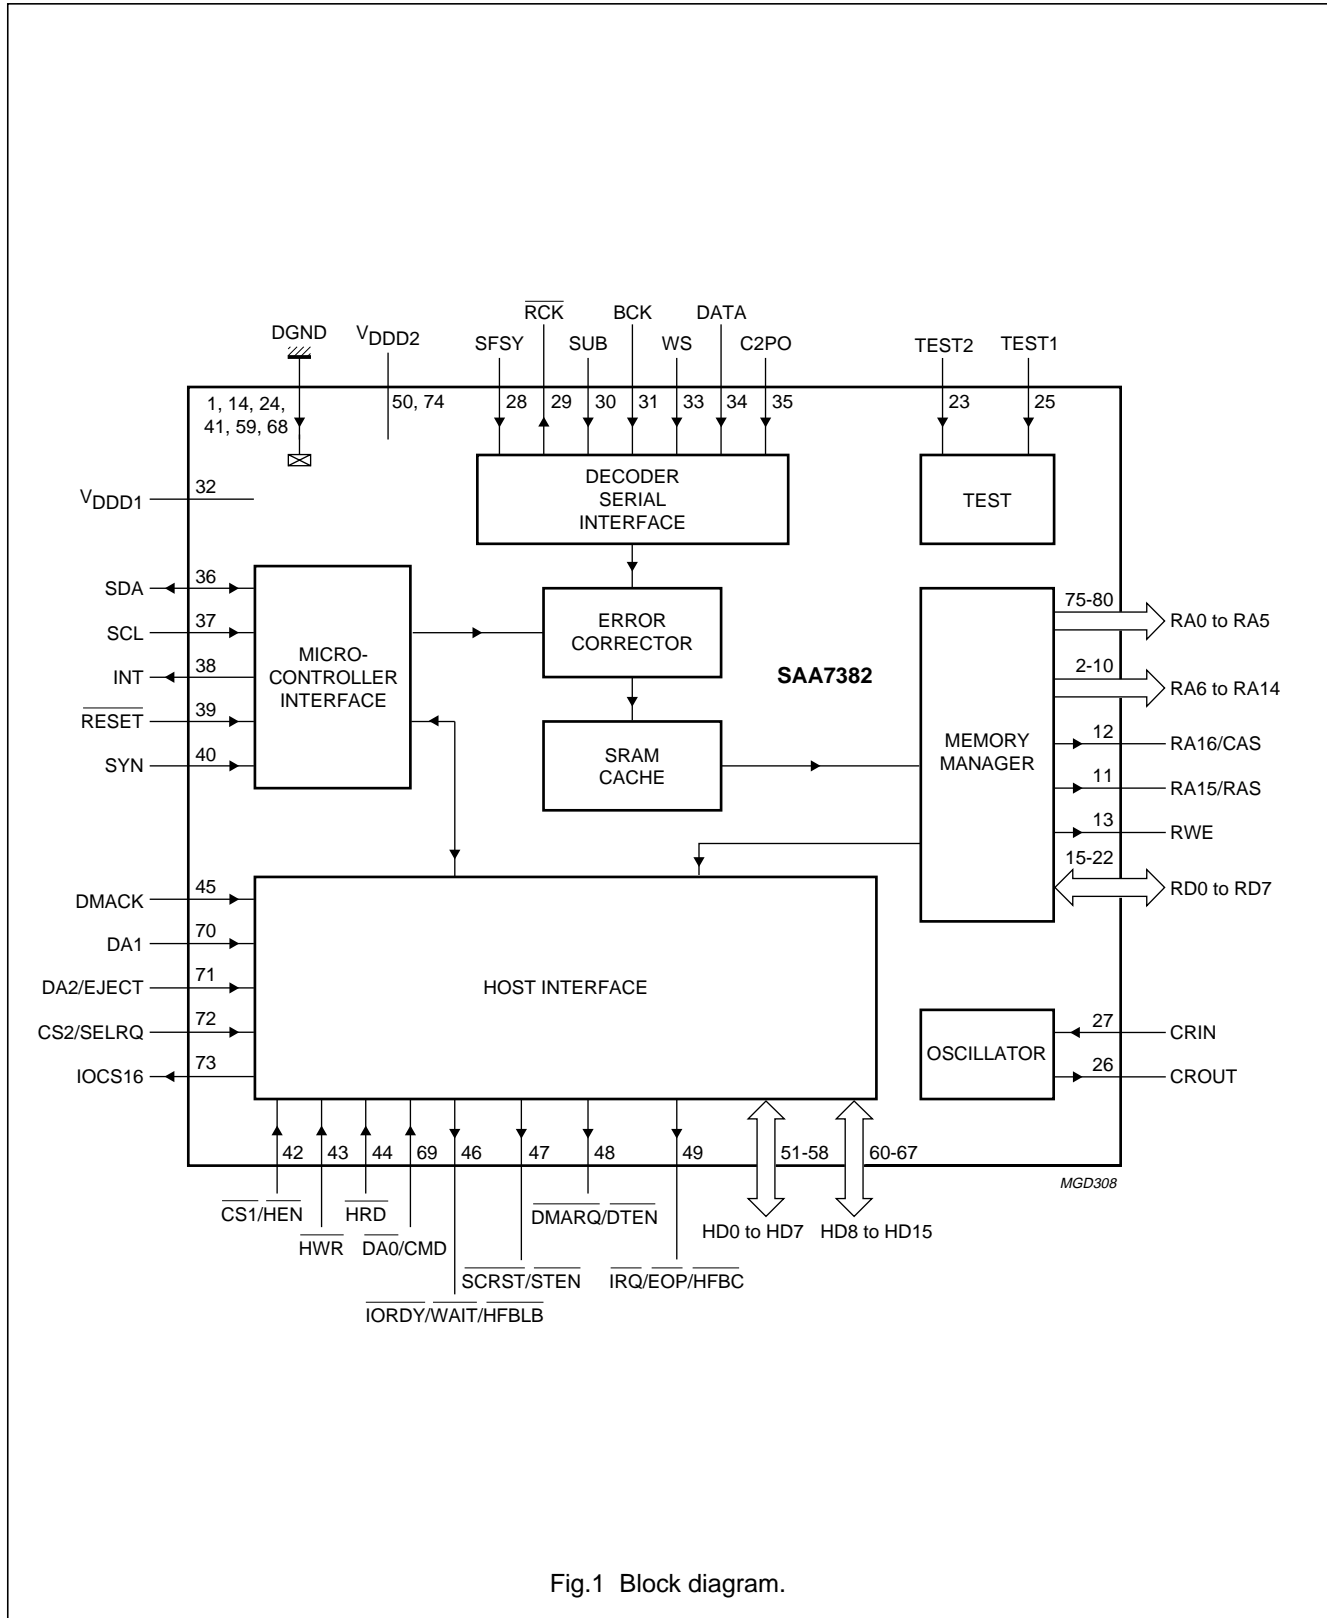 RCK BCK DATA
DGND VDDD2 SFSY SUB WS C2PO TEST2 TEST1
1, 14, 24,
41, 59, 68
50, 74
28 29 30 31 33 34 35 23 25
VDDD1 32
DECODER
SERIAL
INTERFACE
TEST
SDA 36
SCL 37
INT 38
RESET 39
SYN 40
MICRO-
CONTROLLER
INTERFACE
ERROR
CORRECTOR
SAA7382
SRAM
CACHE
MEMORY
MANAGER
75-80 RA0 to RA5
2-10 RA6 to RA14
12 RA16/CAS
11 RA15/RAS
13 RWE
15-22 RD0 to RD7
DMACK 45
DA1 70
DA2/EJECT 71
CS2/SELRQ 72
IOCS16 73
HOST INTERFACE
OSCILLATOR
27 CRIN
26 CROUT
42 43 44 69 46 47 48 49 51-58 60-67
MGD308
CS1/HEN HRD DMARQ/DTEN HD0 to HD7 HD8 to HD15
HWR DA0/CMD
SCRST/STEN IRQ/EOP/HFBC
IORDY/WAIT/HFBLB
Fig.1 Block diagram.